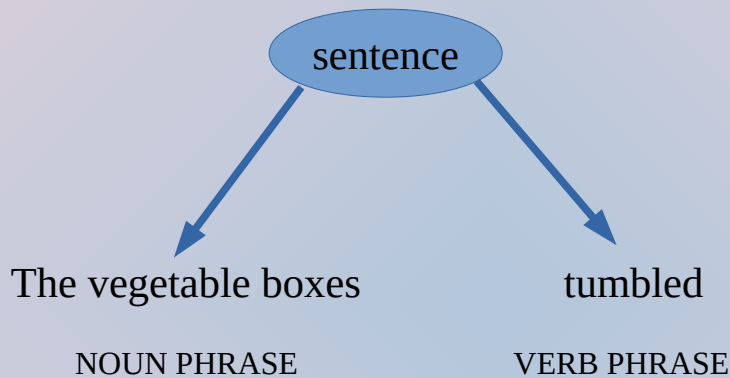 sentence
The vegetable boxes
tumbled
NOUN PHRASE
VERB PHRASE